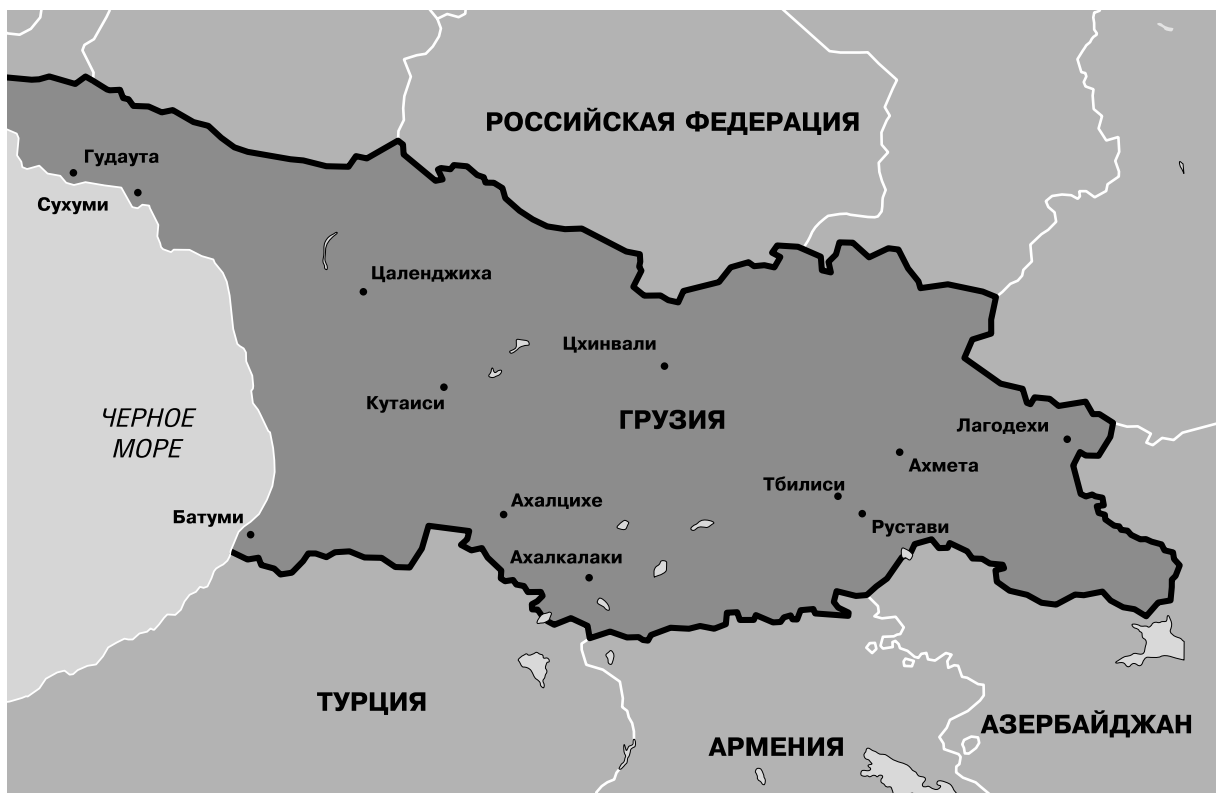 РОССИЙСКАЯ ФЕДЕРАЦИЯ
Гудаута
Сухуми
Цаленджиха
Цхинвали
Кутаиси
ГРУЗИЯ
ЧЕРНОЕ
МОРЕ
Лагодехи
Ахмета
Тбилиси
Ахалцихе
Батуми
Рустави
Ахалкалаки
ТУРЦИЯ
АЗЕРБАЙДЖАН
АРМЕНИЯ